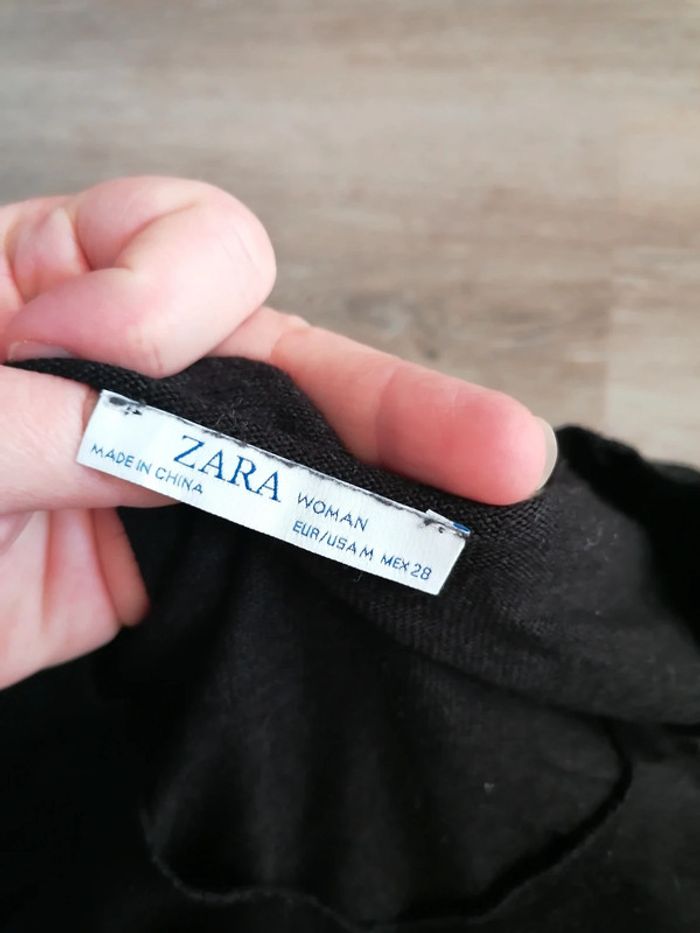 ZARA WOMAN
MADE IN CHINA
EUR/USA M MEX 28